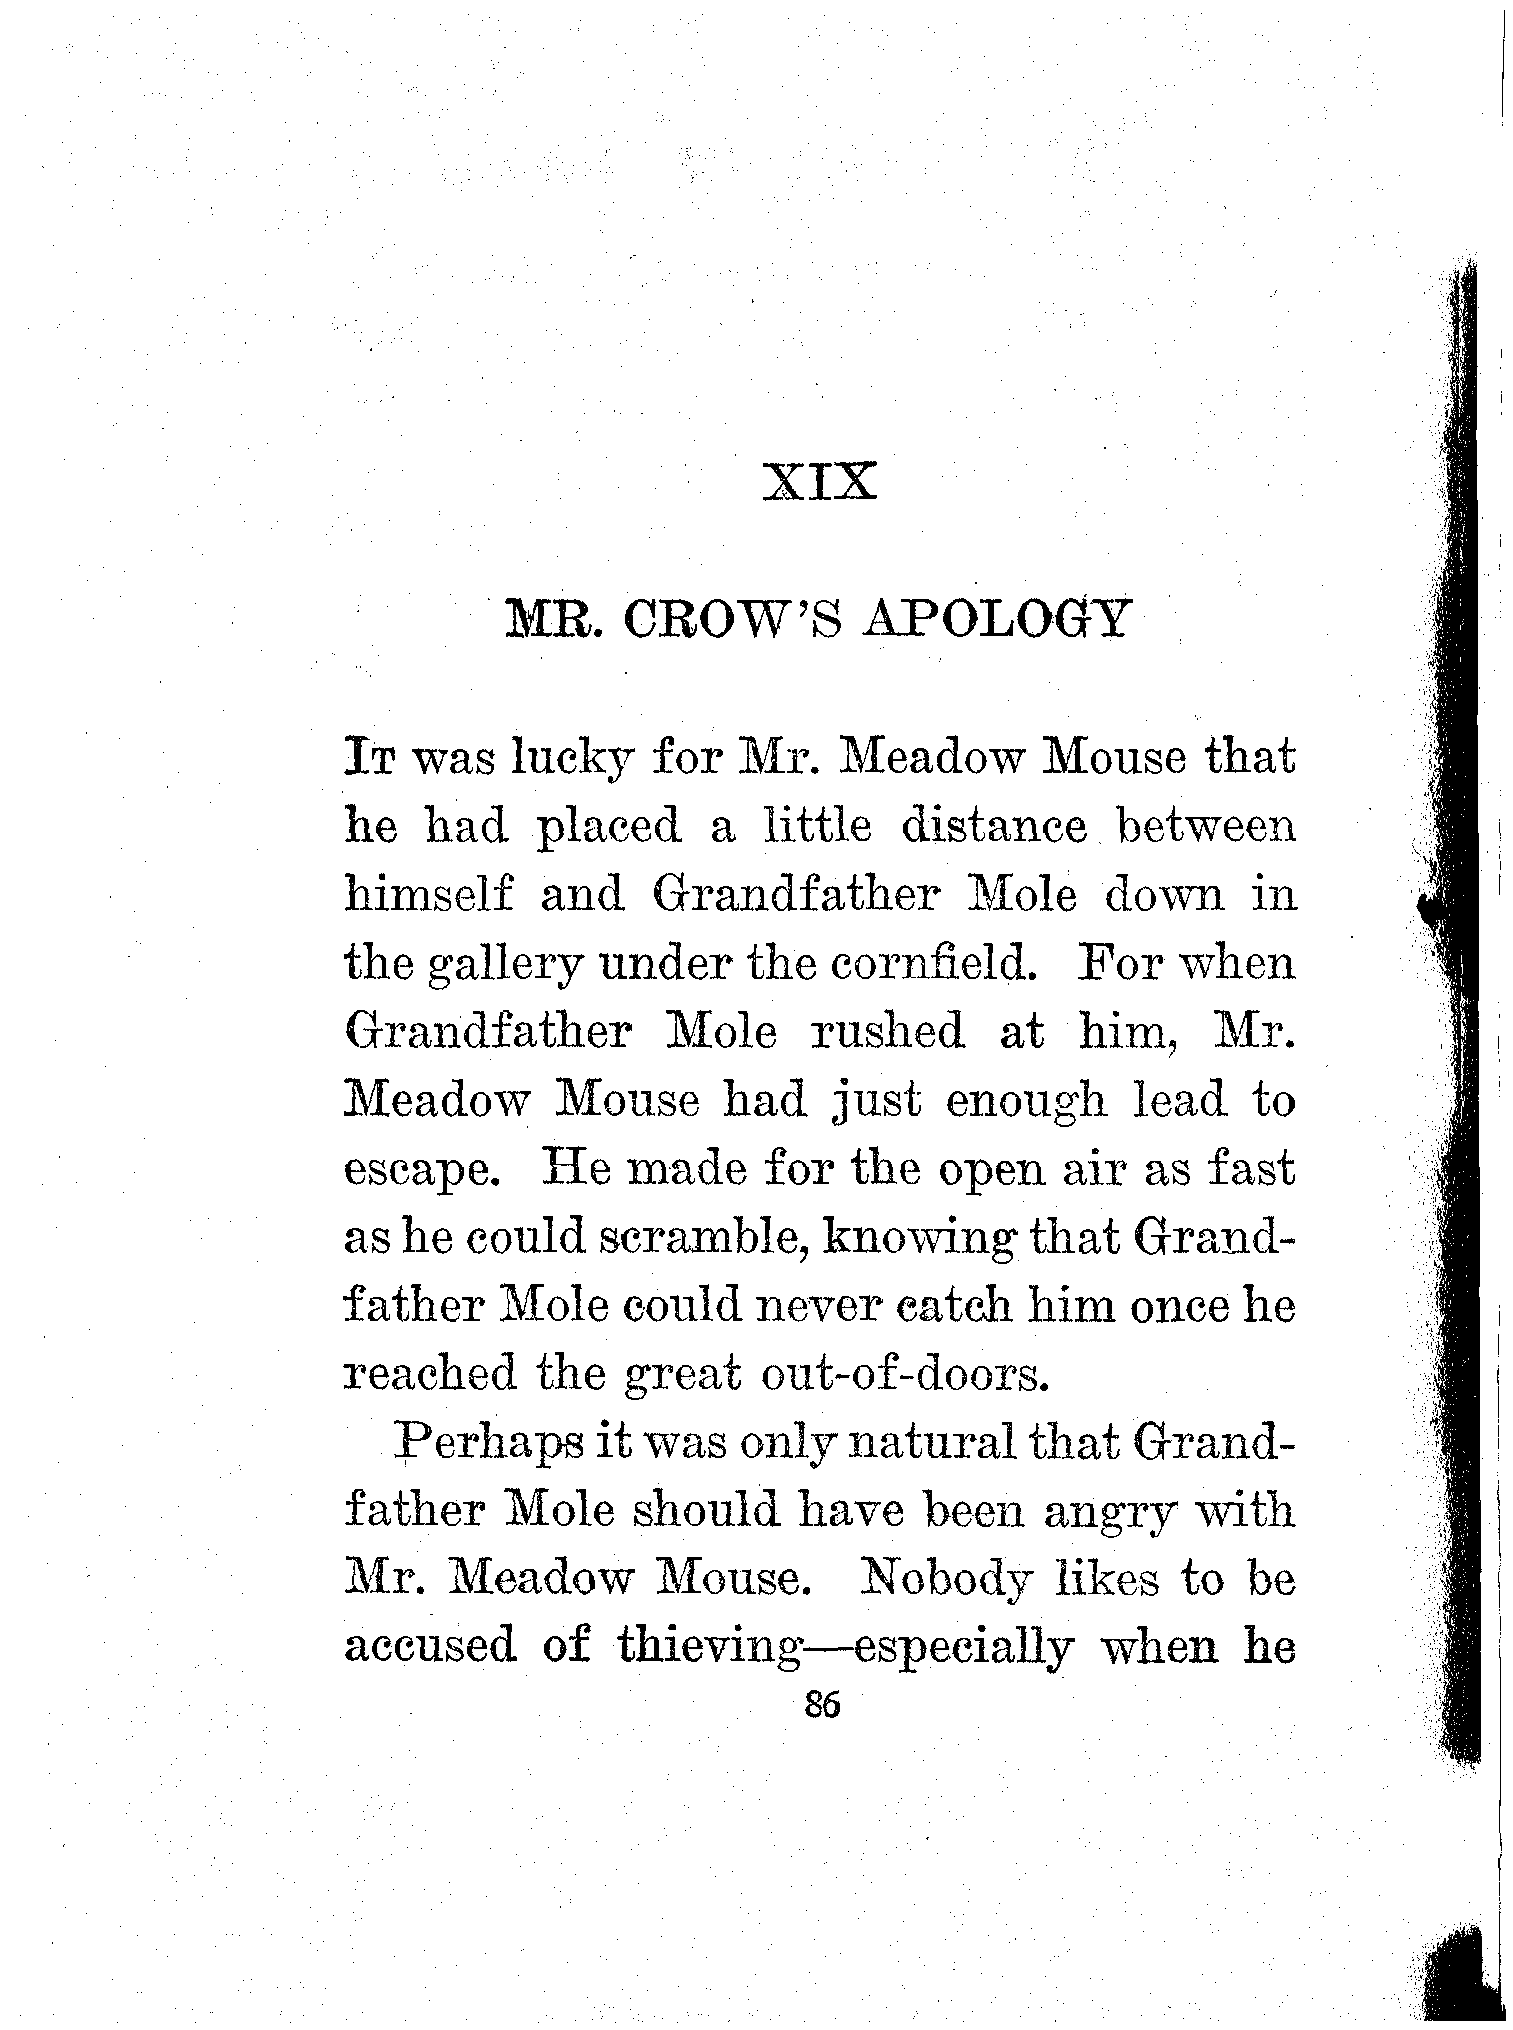 XIX
MR. CROW'S APOLOGY
IT was lucky for Mr. Meadow Mouse that
he had placed a little distance between
himself and Grandfather Mole down in
the gallery under the cornfield. For when
Grandfather Mole rushed at him, Mr.
Meadow Mouse had just enough lead to
escape. He made for the open air as fast
as he could scramble, knowing that Grand-
father Mole could never catch him once he
reached the great out-of-doors.
Perhaps it was only natural that Grand-
father Mole should have been angry with
Mr. Meadow Mouse. Nobody likes to be
accused of thieving—especially when he
86